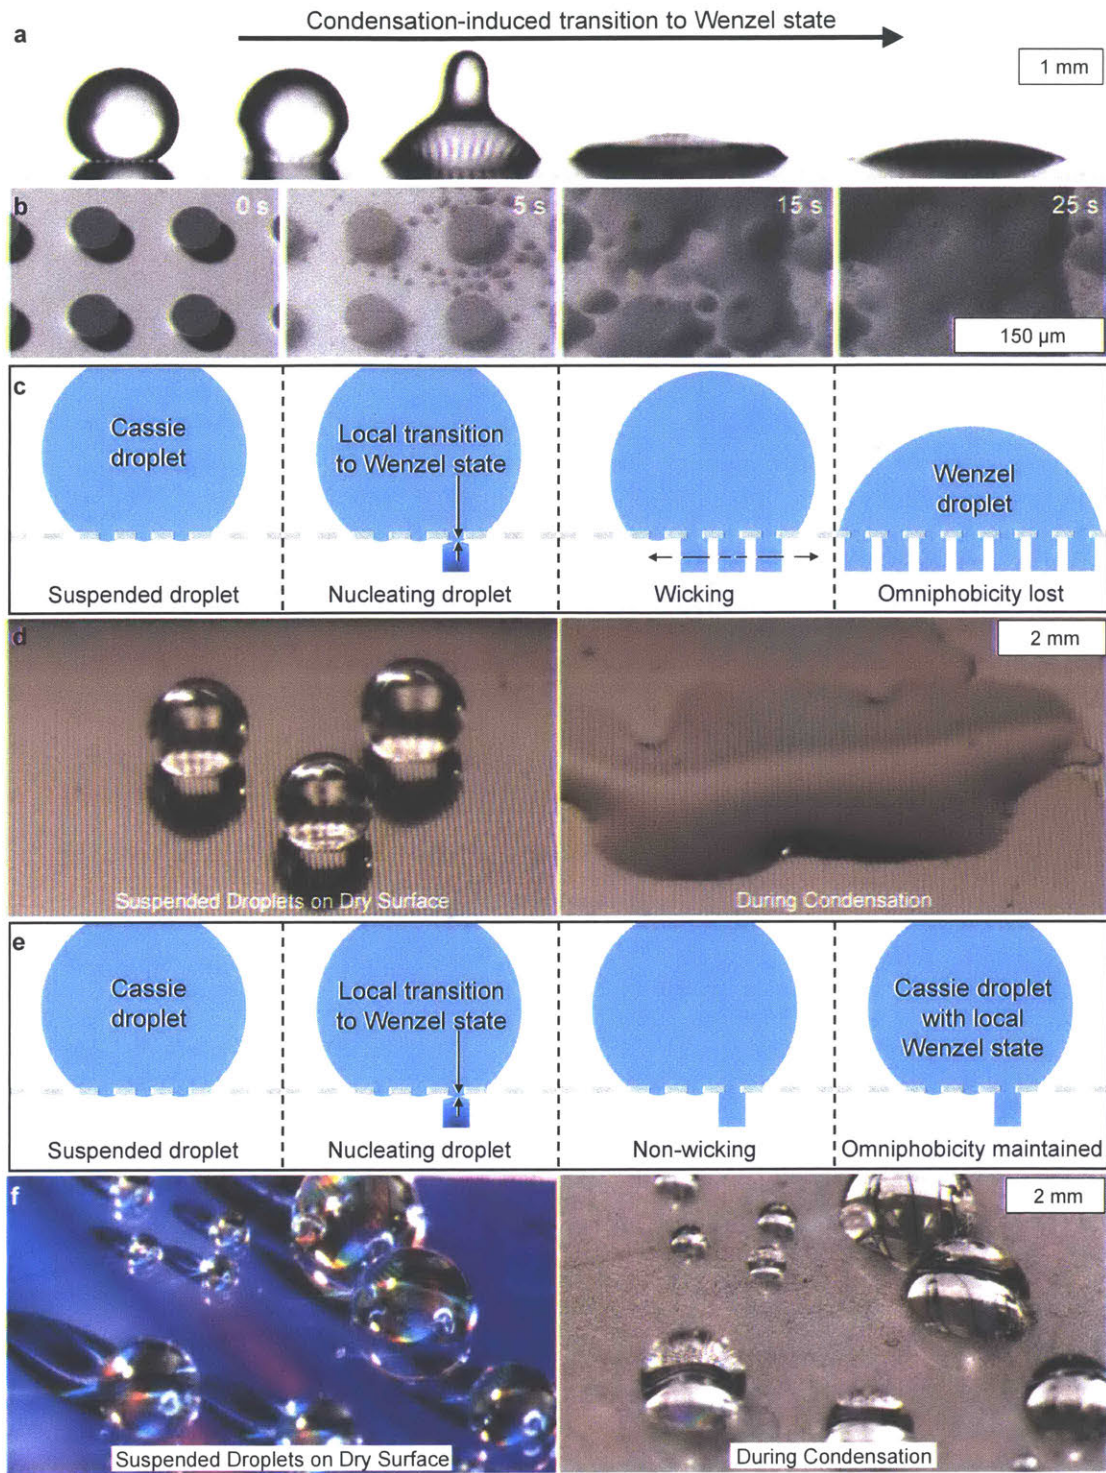 Condensation-induced transition to Wenzel state
a
1 mm
b
0 s
5 s
15 s
25 s
150 µm
c
Cassie
droplet
Local transition
to Wenzel state
Wenzel
droplet
Suspended droplet
Nucleating droplet
Wicking
Omniphobicity lost
d
2 mm
Suspended Droplets on Dry Surface
During Condensation
e
Cassie
droplet
Local transition
to Wenzel state
Cassie droplet
with local
Wenzel state
Suspended droplet
Nucleating droplet
Non-wicking
Omniphobicity maintained
f
2 mm
Suspended Droplets on Dry Surface
During Condensation